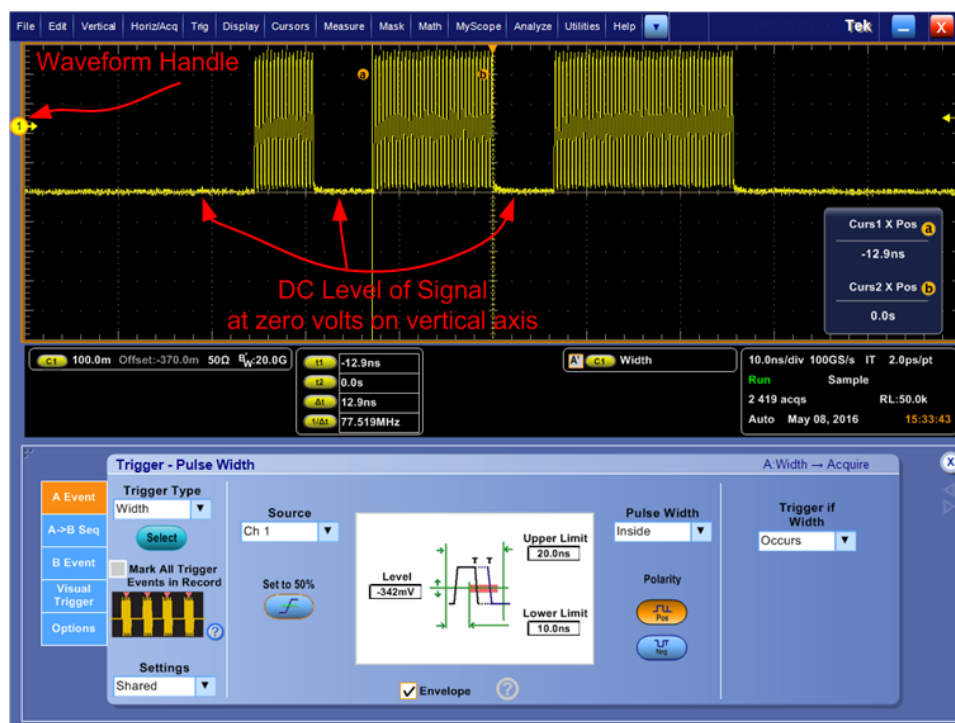 File Edit Vertical Horiz/Acq Trig Display Cursors Measure Mask Math MyScope Analyze Utilities Help Tek X
Waveform Handle
a b
1
Curs1 X Pos a
-12.9ns
Curs2 X Pos b
0.0s
DC Level of Signal
at zero volts on vertical axis
C1 100.0m Offset:-370.0m 50Ω BW:20.0G
t1 -12.9ns
t2 0.0s
Δt 12.9ns
1/Δt 77.519MHz
A' C1 Width
10.0ns/div 100GS/s IT 2.0ps/pt
Run Sample
2 419 acqs RL:50.0k
Auto May 08, 2016 15:33:43
Trigger - Pulse Width A:Width → Acquire X
A Event
A->B Seq
B Event
Visual
Trigger
Options
Trigger Type
Width
Select
Mark All Trigger
Events in Record
?
Settings
Shared
Source
Ch 1
Set to 50%
Level
-342mV
T T
Upper Limit
20.0ns
Lower Limit
10.0ns
Envelope ?
Pulse Width
Inside
Polarity
Pos
Neg
Trigger if
Width
Occurs